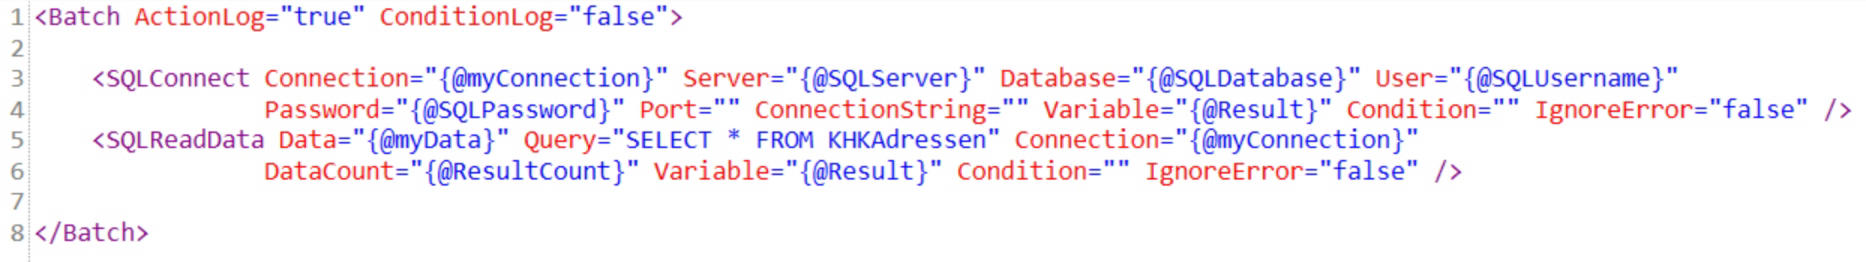 1 <Batch ActionLog="true" ConditionLog="false">
2
3     <SQLConnect Connection="{@myConnection}" Server="{@SQLServer}" Database="{@SQLDatabase}" User="{@SQLUsername}"
4                 Password="{@SQLPassword}" Port="" ConnectionString="" Variable="{@Result}" Condition="" IgnoreError="false" />
5     <SQLReadData Data="{@myData}" Query="SELECT * FROM KHKAdressen" Connection="{@myConnection}"
6                 DataCount="{@ResultCount}" Variable="{@Result}" Condition="" IgnoreError="false" />
7
8 </Batch>